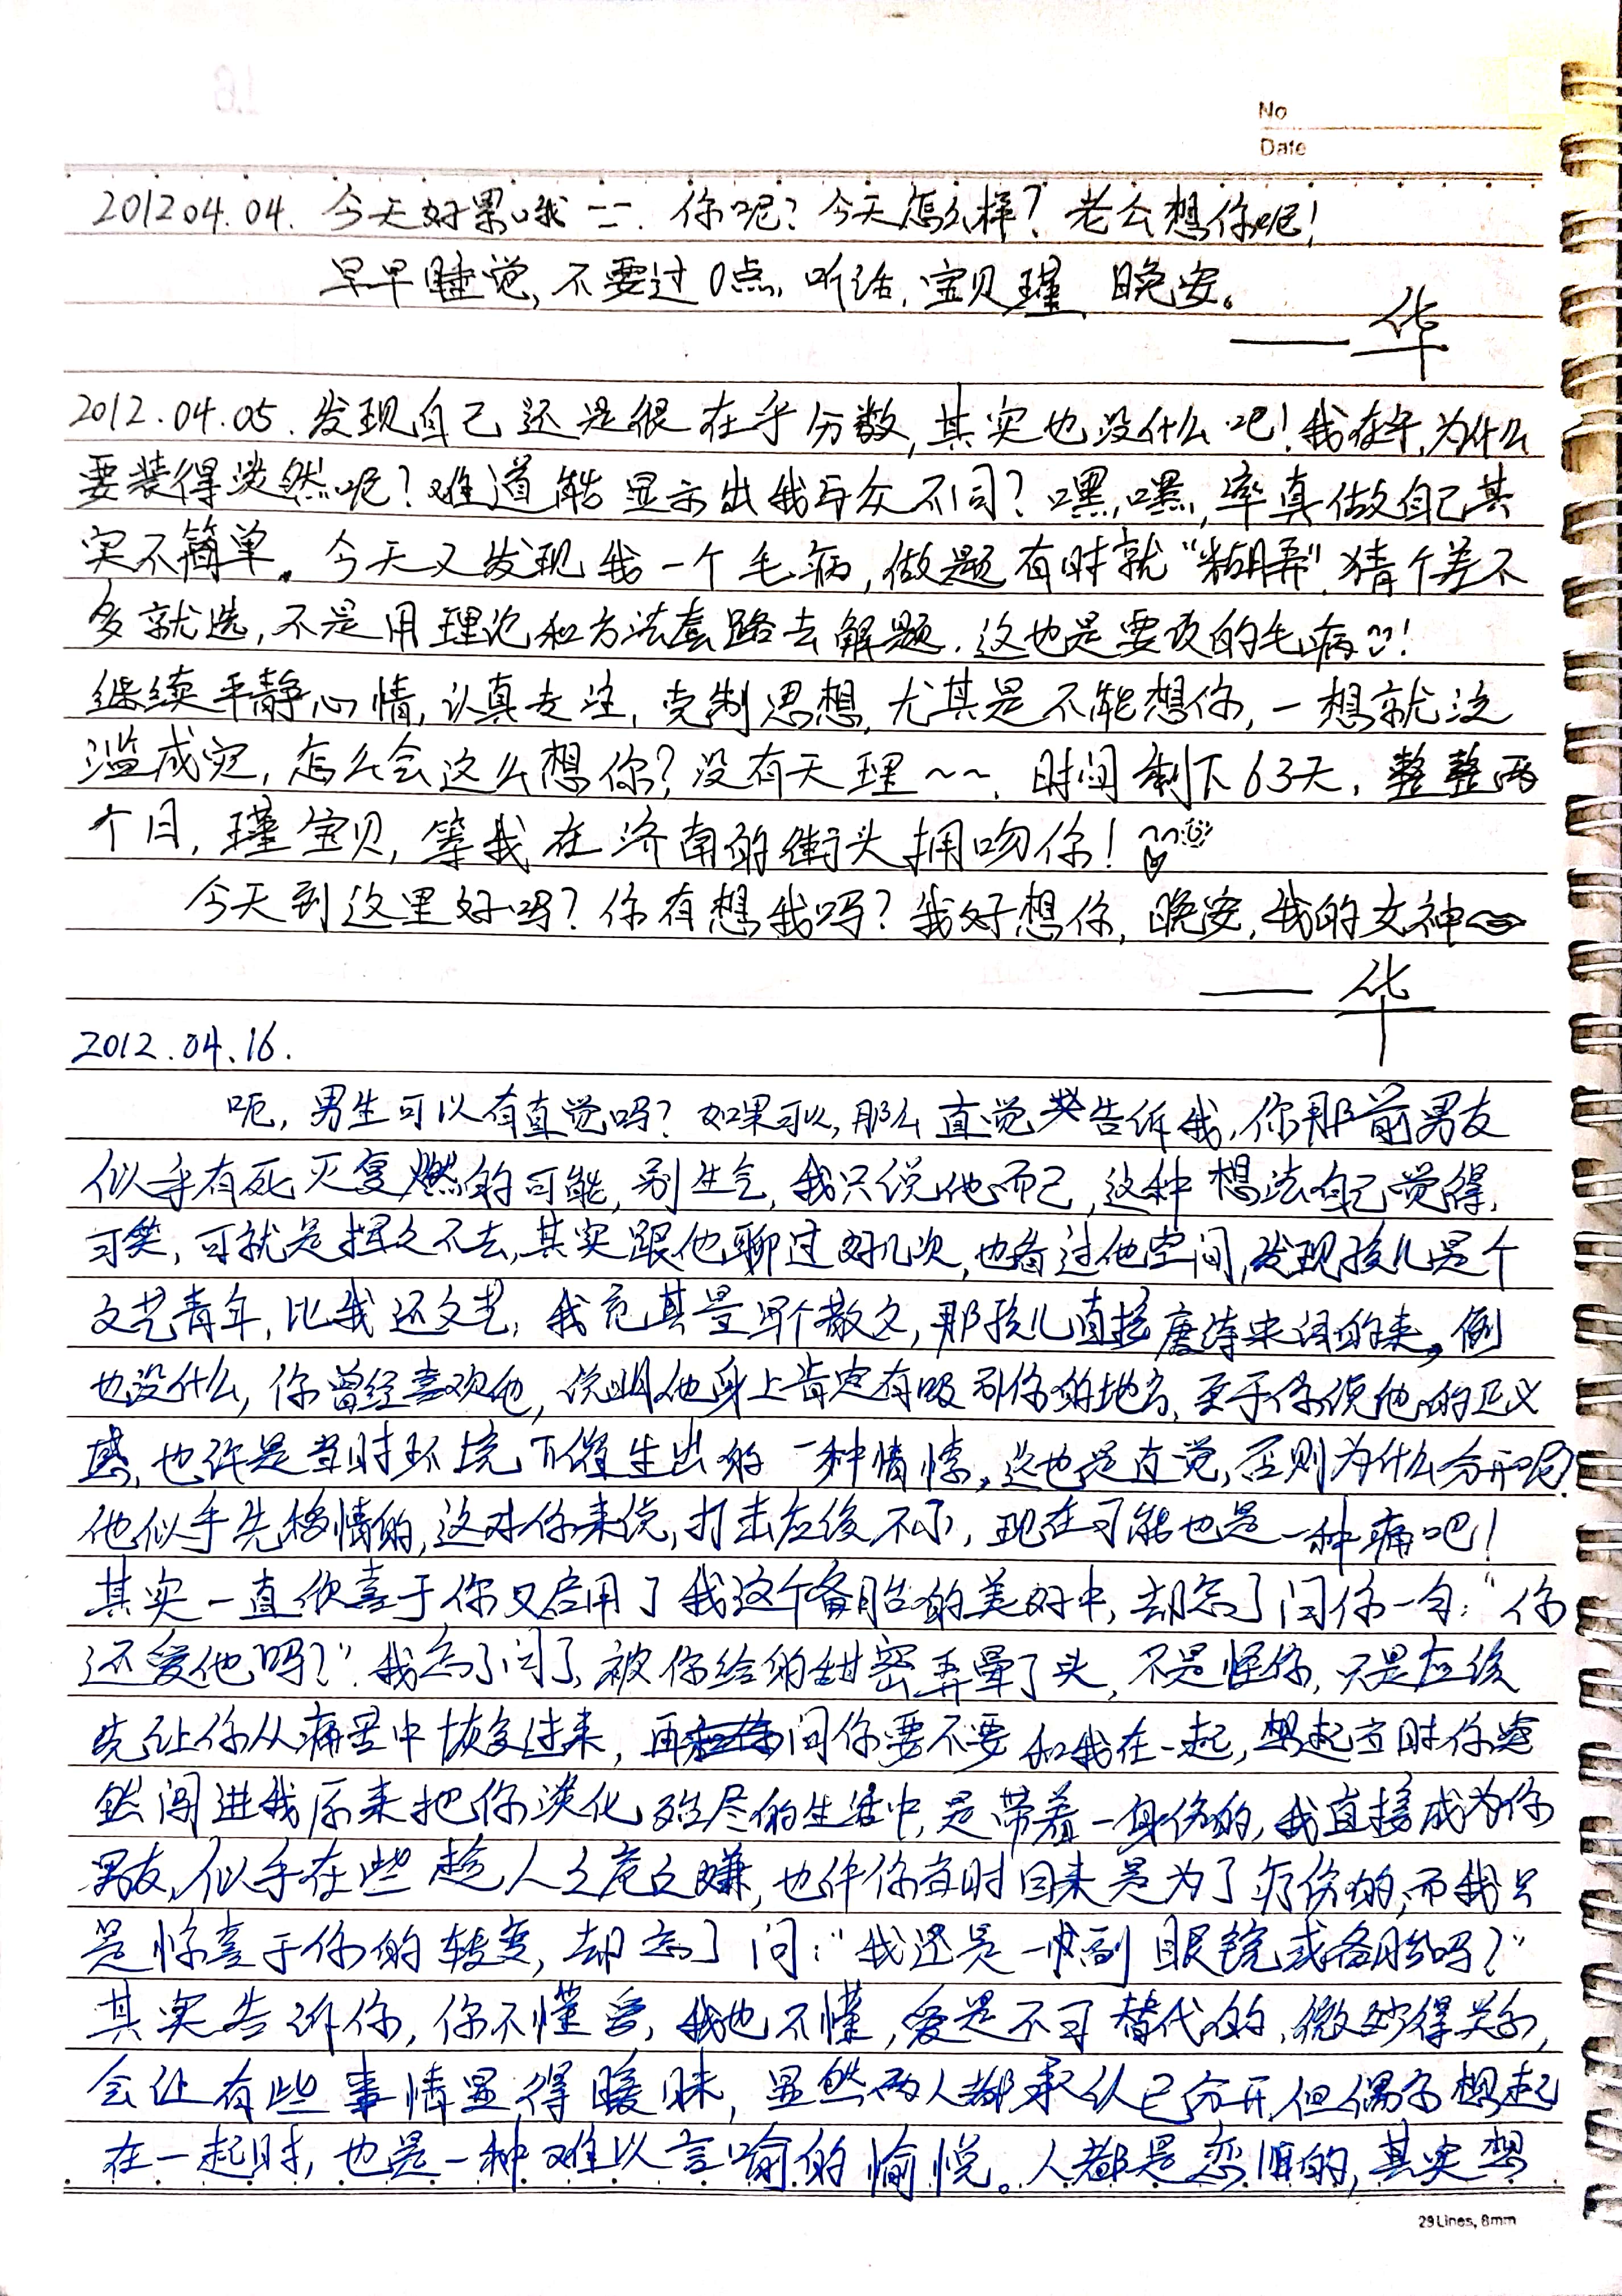 No
Date
201204.04. 今天好累哦 -- . 你呢? 今天怎么样? 老公想你呢!
早早睡觉, 不要过0点, 听话, 宝贝瑾, 晚安。
—— 华
2012.04.05. 发现自己还是很在乎分数, 其实也没什么吧! 我在乎, 为什么
要装得淡然呢? 难道能显示出我与众不同? 嘿, 嘿, 率真做自己其
实不简单。今天又发现我一个毛病, 做题有时就“糊弄”, 猜个差不
多就选, 不是用理论和方法套路去解题. 这也是要改的毛病~!
继续平静心情, 认真专注, 克制思想, 尤其是不能想你, 一想就泛
滥成灾, 怎么会这么想你? 没有天理~~. 时间剩下63天, 整整两
个月, 瑾宝贝, 等我在济南的街头拥吻你!
今天到这里好吗? 你有想我吗? 我好想你, 晚安, 我的女神
—— 华
2012.04.16.
呃, 男生可以有直觉吗? 如果可以, 那么直觉告诉我, 你那前男友
似乎有死灰复燃的可能, 别生气, 我只说他而已, 这种想法自己觉得,
可笑, 可就是挥之不去, 其实跟他聊过好几次, 也看过他空间, 发现孩儿是个
文艺青年, 比我还文艺, 我充其量写个散文, 那孩儿直接唐诗宋词的来, 倒
也没什么, 你曾经喜欢他, 说明他身上肯定有吸引你的地方, 至于你说他的正义
感, 也许是当时环境下催生出的一种情愫, 这也是直觉, 否则为什么分开呢?
他似乎先移情的, 这对你来说, 打击应该不小, 现在可能也是一种痛吧!
其实一直欣喜于你又启用了我这个备胎的美好中, 却忘了问你一句: “你
还爱他吗?” 我忘了问了, 被你给的甜密弄晕了头, 不是怪你, 只是应该
先让你从痛苦中恢复过来, 再问你要不要和我在一起, 想起当时你突
然闯进我原来把你淡化殆尽的生活中, 是带着一身伤的, 我直接成为你
男友, 似乎在些趁人之危之嫌, 也许你当时回来是为了疗伤的, 而我只
是惊喜于你的转变, 却忘了问: “我还是一副眼镜或备胎吗?”
其实告诉你, 你不懂爱, 我也不懂, 爱是不可替代的, 微妙得关系,
会让有些事情显得暧昧, 虽然两人都承认已分开, 但偶尔想起
在一起时, 也是一种难以言喻的愉悦。人都是恋旧的, 其实想
29Lines, 8mm